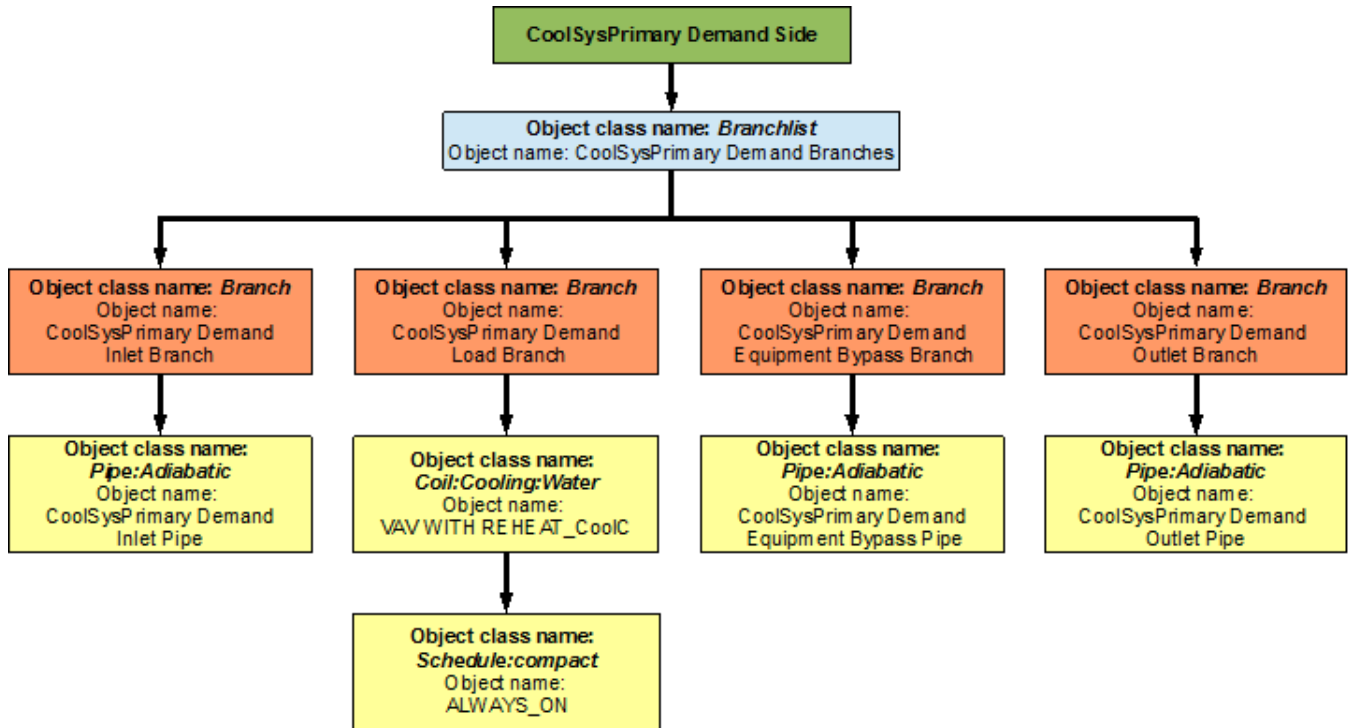 CoolSysPrimary Demand Side
Object class name: Branchlist
Object name: CoolSysPrimary Demand Branches
Object class name: Branch
Object name:
CoolSysPrimary Demand
Inlet Branch
Object class name: Branch
Object name:
CoolSysPrimary Demand
Load Branch
Object class name: Branch
Object name:
CoolSysPrimary Demand
Equipment Bypass Branch
Object class name: Branch
Object name:
CoolSysPrimary Demand
Outlet Branch
Object class name:
Pipe:Adiabatic
Object name:
CoolSysPrimary Demand
Inlet Pipe
Object class name:
Coil:Cooling:Water
Object name:
VAV WITH REHEAT_CoolC
Object class name:
Pipe:Adiabatic
Object name:
CoolSysPrimary Demand
Equipment Bypass Pipe
Object class name:
Pipe:Adiabatic
Object name:
CoolSysPrimary Demand
Outlet Pipe
Object class name:
Schedule:compact
Object name:
ALWAYS_ON